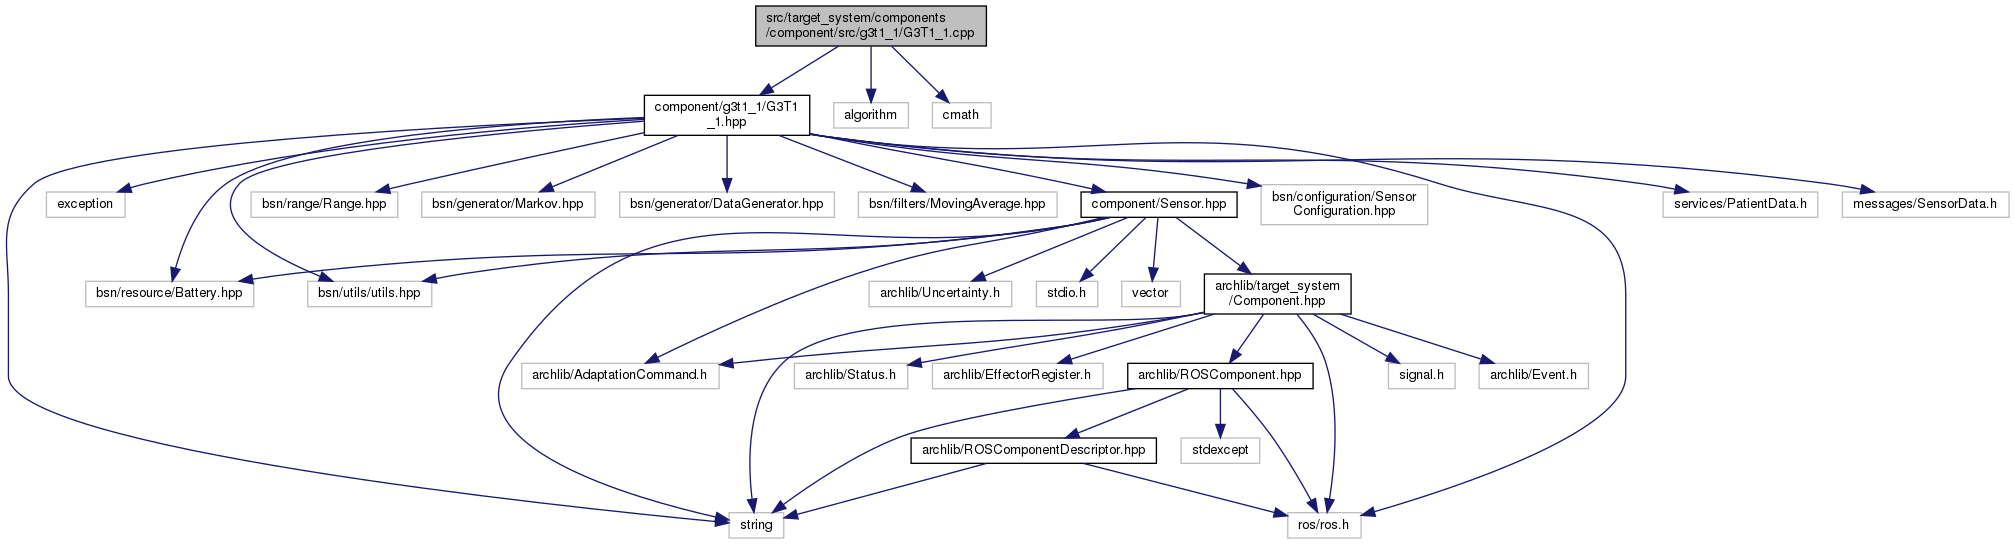 src/target_system/components
/component/src/g3t1_1/G3T1_1.cpp
component/g3t1_1/G3T1
_1.hpp
algorithm
cmath
exception
bsn/range/Range.hpp
bsn/generator/Markov.hpp
bsn/generator/DataGenerator.hpp
bsn/filters/MovingAverage.hpp
component/Sensor.hpp
bsn/configuration/Sensor
Configuration.hpp
services/PatientData.h
messages/SensorData.h
bsn/resource/Battery.hpp
bsn/utils/utils.hpp
archlib/Uncertainty.h
stdio.h
vector
archlib/target_system
/Component.hpp
archlib/AdaptationCommand.h
archlib/Status.h
archlib/EffectorRegister.h
archlib/ROSComponent.hpp
signal.h
archlib/Event.h
archlib/ROSComponentDescriptor.hpp
stdexcept
string
ros/ros.h